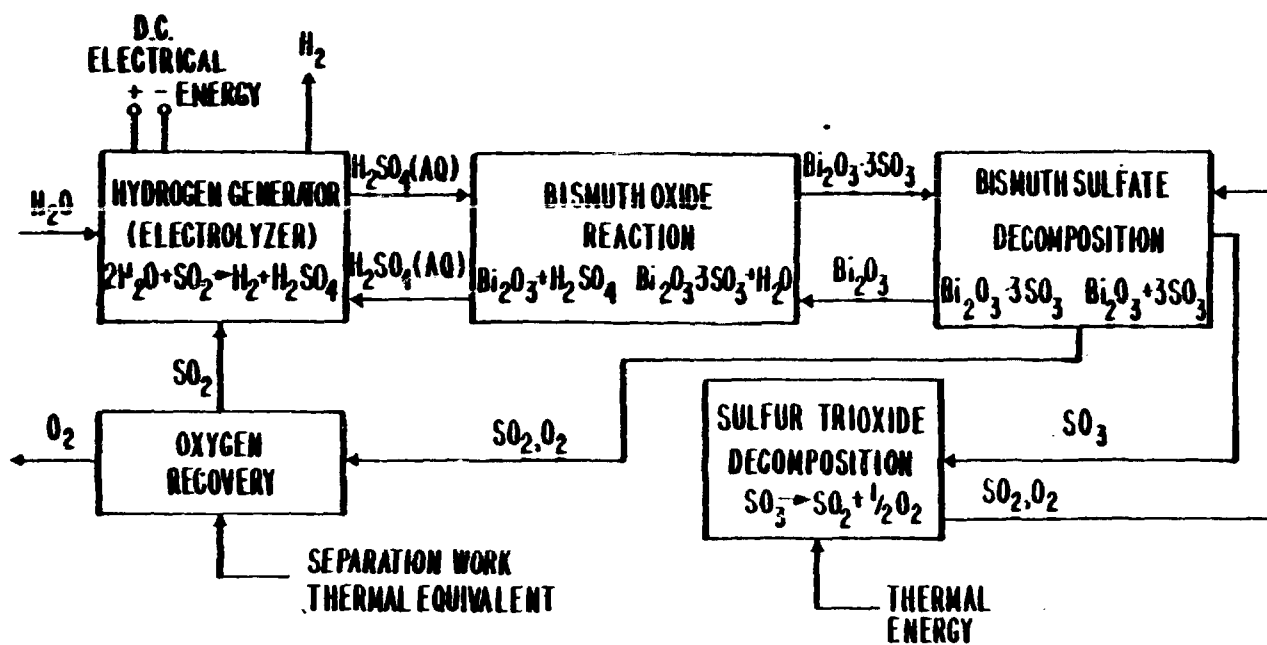 D.C.
ELECTRICAL
+ - ENERGY
H₂
H₂O
HYDROGEN GENERATOR
(ELECTROLYZER)
2H₂O+SO₂→H₂+H₂SO₄
H₂SO₄(AQ)
H₂SO₄(AQ)
BISMUTH OXIDE
REACTION
Bi₂O₃+H₂SO₄ Bi₂O₃·3SO₃+H₂O
Bi₂O₃·3SO₃
Bi₂O₃
BISMUTH SULFATE
DECOMPOSITION
Bi₂O₃·3SO₃ Bi₂O₃+3SO₃
SO₂
O₂
OXYGEN
RECOVERY
SO₂,O₂
SULFUR TRIOXIDE
DECOMPOSITION
SO₃→SO₂+½O₂
SO₃
SO₂,O₂
SEPARATION WORK
THERMAL EQUIVALENT
THERMAL
ENERGY